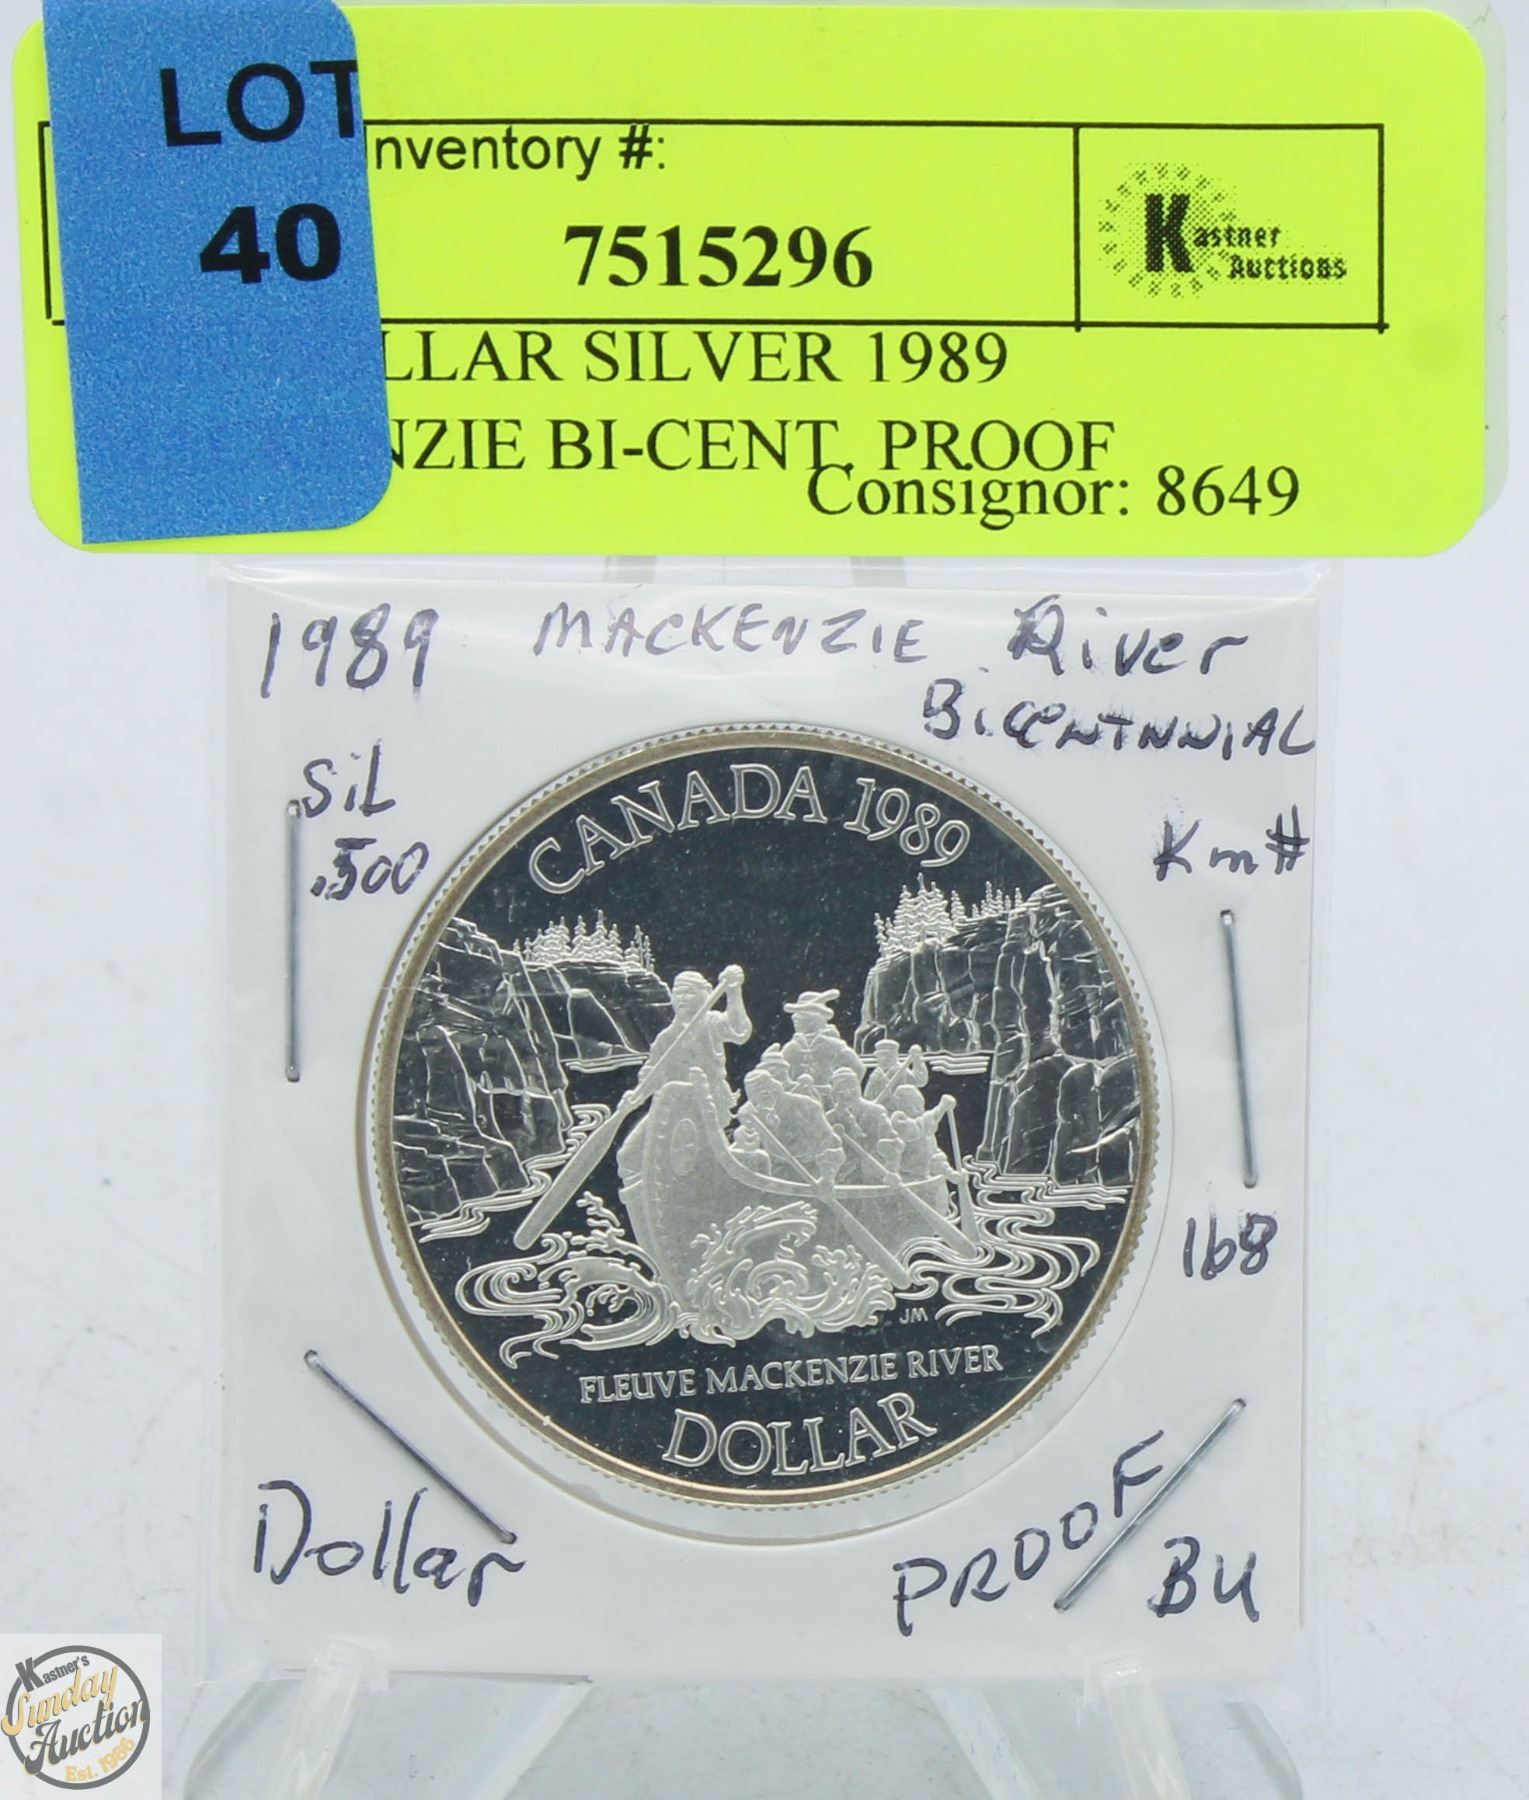 LOT
40
nventory #:
7515296
Kastner
Auctions
LLAR SILVER 1989
NZIE BI-CENT. PROOF
Consignor: 8649
1989 MACKENZIE River
BicentnniAL
SiL
.500
Km#
168
CANADA 1989
JM
FLEUVE MACKENZIE RIVER
DOLLAR
Dollar
PROOF
BU
Kastner's
Sunday
Auction
Est. 1986